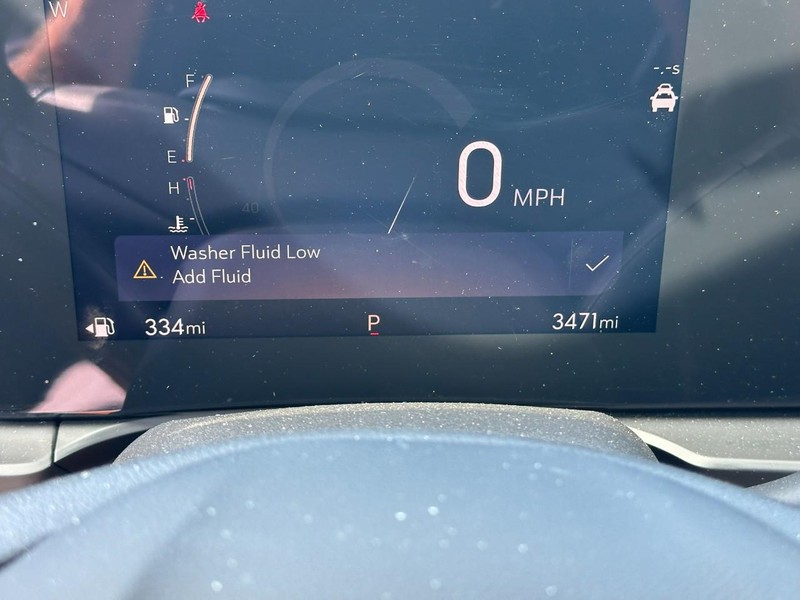 W
--s
F
E
H
40
0 MPH
Washer Fluid Low
Add Fluid
334mi
P
3471mi